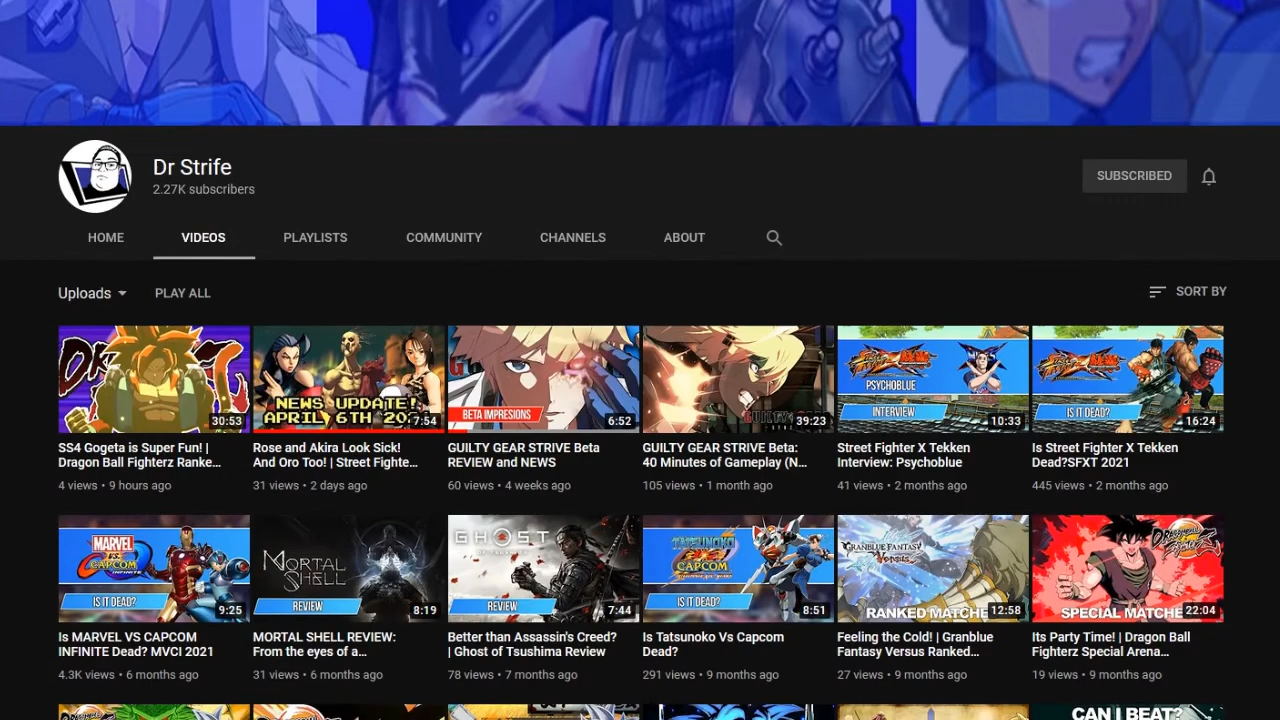 Dr Strife
2.27K subscribers
SUBSCRIBED
HOME
VIDEOS
PLAYLISTS
COMMUNITY
CHANNELS
ABOUT
Uploads
PLAY ALL
SORT BY
30:53
NEWS UPDATE!
APRIL 6TH 20
7:54
BETA IMPRESIONS
6:52
39:23
PSYCHOBLUE
INTERVIEW
10:33
IS IT DEAD?
16:24
SS4 Gogeta is Super Fun! |
Dragon Ball Fighterz Ranke...
4 views • 9 hours ago
Rose and Akira Look Sick!
And Oro Too! | Street Fighte...
31 views • 2 days ago
GUILTY GEAR STRIVE Beta
REVIEW and NEWS
60 views • 4 weeks ago
GUILTY GEAR STRIVE Beta:
40 Minutes of Gameplay (N...
105 views • 1 month ago
Street Fighter X Tekken
Interview: Psychoblue
41 views • 2 months ago
Is Street Fighter X Tekken
Dead?SFXT 2021
445 views • 2 months ago
MARVEL
VS.
CAPCOM
INFINITE
IS IT DEAD?
9:25
MORTAL
SHELL
REVIEW
8:19
GHOST
REVIEW
7:44
TATSUNOKO
VS.
CAPCOM
IS IT DEAD?
8:51
GRANBLUE FANTASY
Versus
RANKED MATCHE
12:58
SPECIAL MATCHE
22:04
Is MARVEL VS CAPCOM
INFINITE Dead? MVCI 2021
4.3K views • 6 months ago
MORTAL SHELL REVIEW:
From the eyes of a...
31 views • 6 months ago
Better than Assassin's Creed?
| Ghost of Tsushima Review
78 views • 7 months ago
Is Tatsunoko Vs Capcom
Dead?
291 views • 9 months ago
Feeling the Cold! | Granblue
Fantasy Versus Ranked...
27 views • 9 months ago
Its Party Time! | Dragon Ball
Fighterz Special Arena...
19 views • 9 months ago
CAN I BEAT?